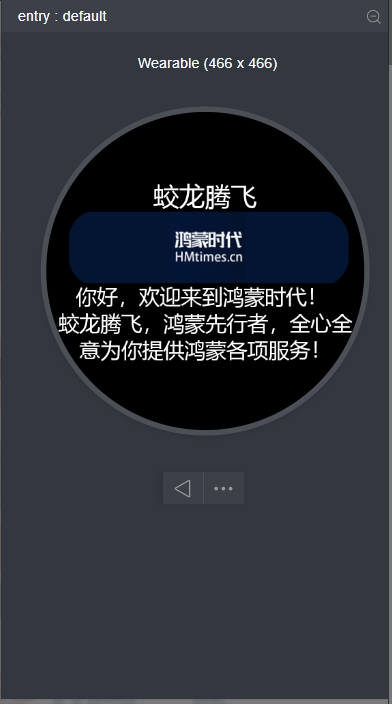 entry : default
Wearable (466 x 466)
蛟龙腾飞
鸿蒙时代
HMtimes.cn
你好，欢迎来到鸿蒙时代！
蛟龙腾飞，鸿蒙先行者，全心全
意为你提供鸿蒙各项服务！